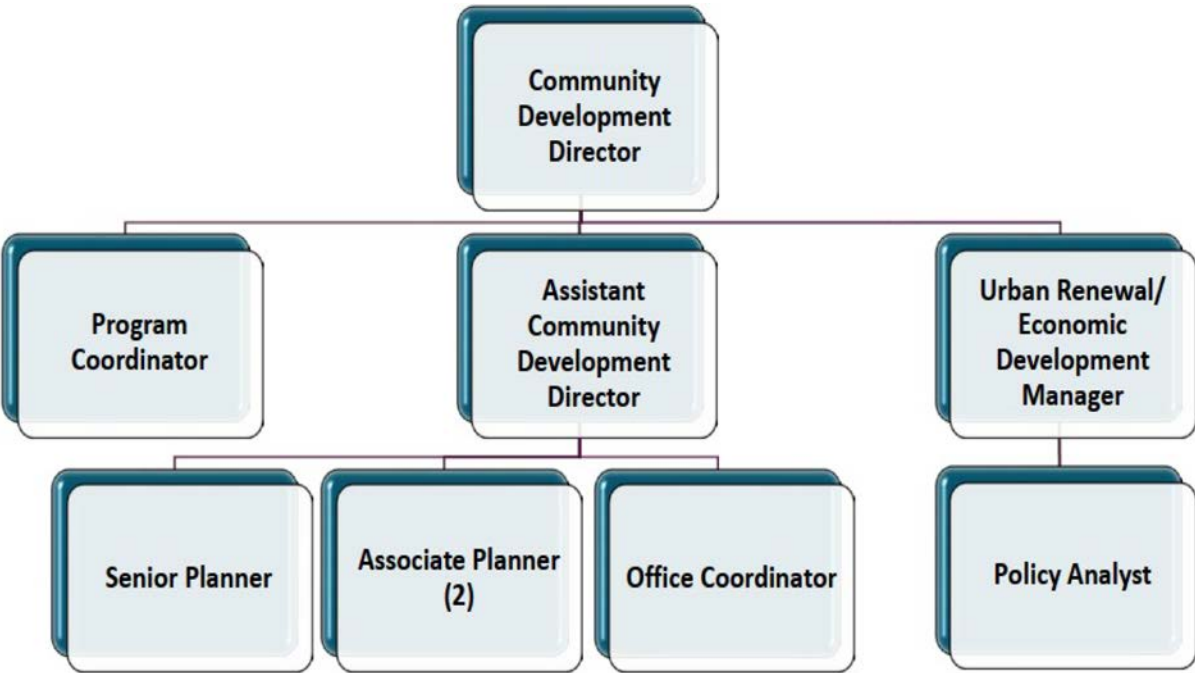 Community
Development
Director
Program
Coordinator
Assistant
Community
Development
Director
Urban Renewal/
Economic
Development
Manager
Senior Planner
Associate Planner
(2)
Office Coordinator
Policy Analyst